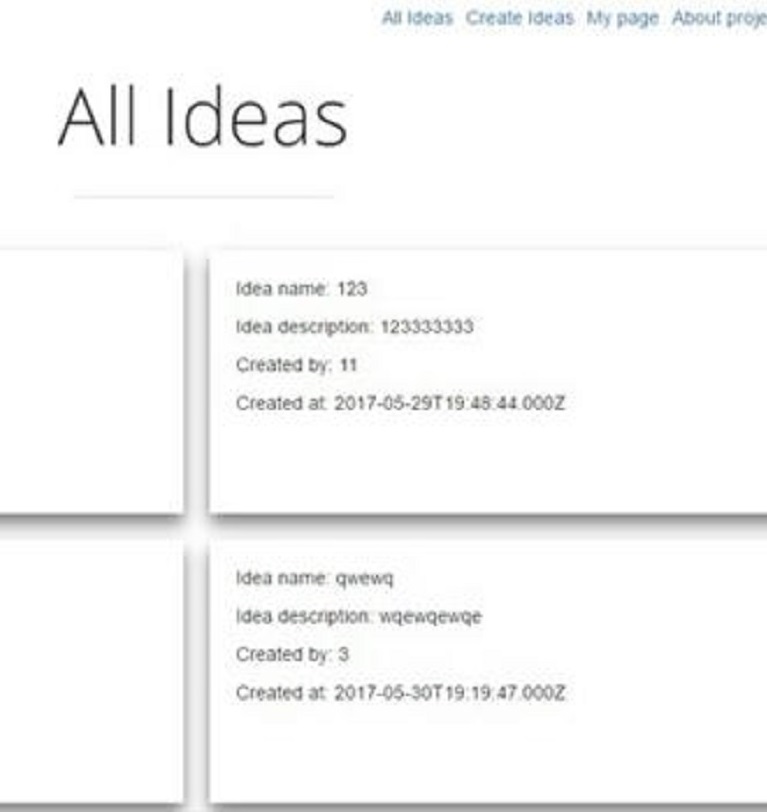 All Ideas Create Ideas My page About proje
All Ideas
Idea name: 123
Idea description: 123333333
Created by: 11
Created at: 2017-05-29T19:48:44.000Z
Idea name: qwewq
Idea description: wqewqewqe
Created by: 3
Created at: 2017-05-30T19:19:47.000Z